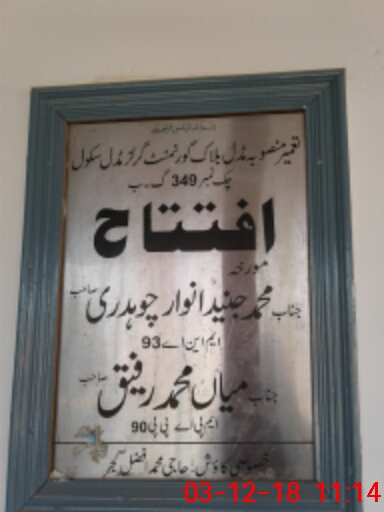 تعمیر منصوبہ مڈل بلاک گورنمنٹ گرلز مڈل سکول
چک نمبر 349 گ ۔ ب
افتتاح
مورخہ
جناب محمد جنید انوار چوہدری صاحب
ایم این اے 93
جناب میاں محمد رفیق صاحب
ایم پی اے پی پی 90
خصوصی کاوش : حاجی محمد افضل گجر
03-12-18 11:14